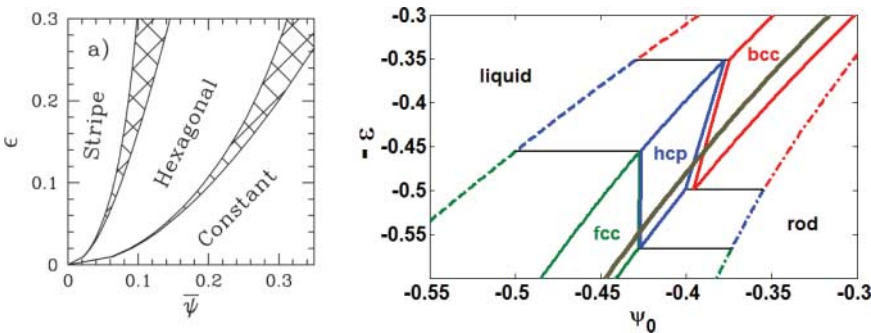 a)
0.3
0.2
0.1
0
ϵ
Stripe
Hexagonal
Constant
0
0.1
0.2
0.3
ψ̅
-0.3
-0.35
-0.4
-0.45
-0.5
-0.55
- ε
liquid
bcc
hcp
fcc
rod
-0.55
-0.5
-0.45
-0.4
-0.35
-0.3
ψ₀